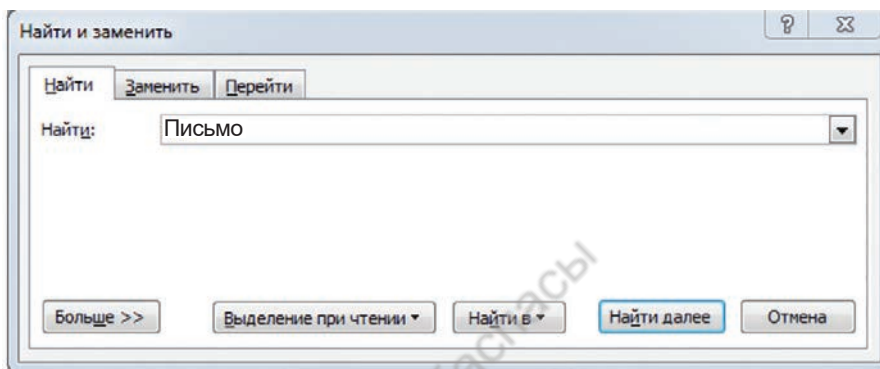 Найти и заменить
Найти Заменить Перейти
Найти: Письмо
Больше >> Выделение при чтении Найти в Найти далее Отмена